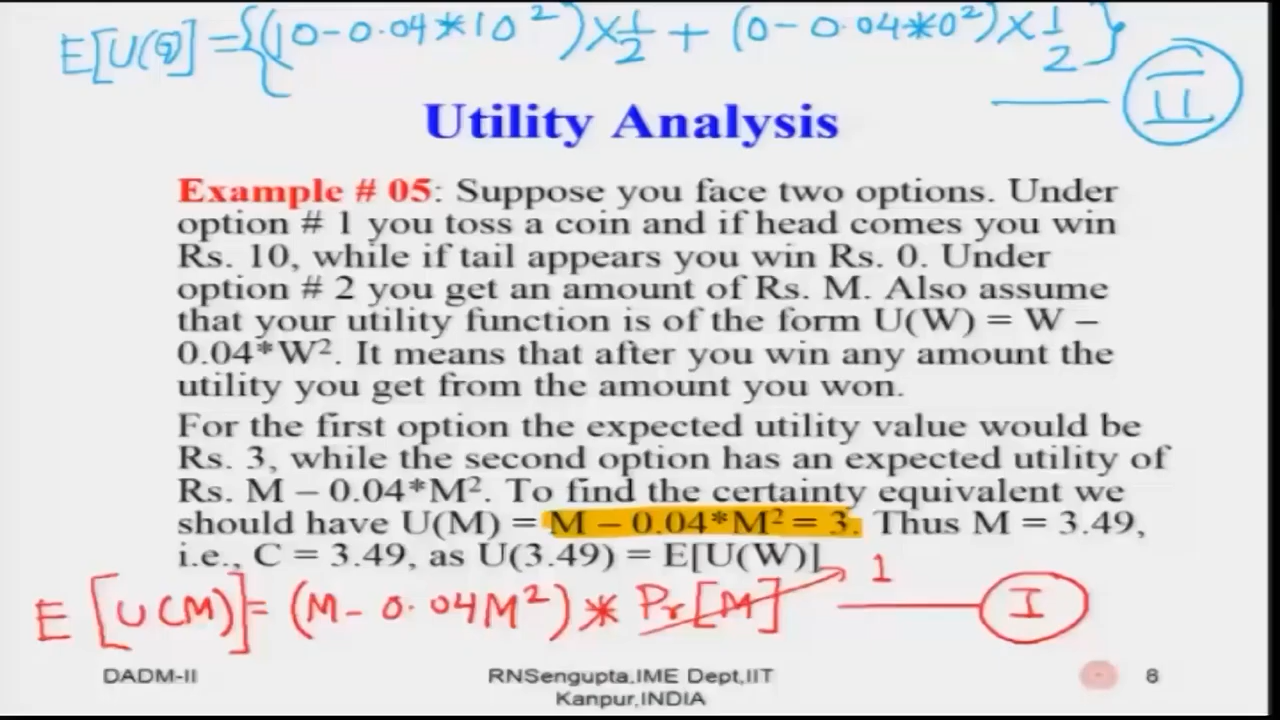 E[U(9)] = {(10-0.04*10²)×1/2 + (0-0.04*0²)×1/2}
II
Utility Analysis
Example # 05: Suppose you face two options. Under
option # 1 you toss a coin and if head comes you win
Rs. 10, while if tail appears you win Rs. 0. Under
option # 2 you get an amount of Rs. M. Also assume
that your utility function is of the form U(W) = W –
0.04*W². It means that after you win any amount the
utility you get from the amount you won.
For the first option the expected utility value would be
Rs. 3, while the second option has an expected utility of
Rs. M – 0.04*M². To find the certainty equivalent we
should have U(M) = M – 0.04*M² = 3. Thus M = 3.49,
i.e., C = 3.49, as U(3.49) = E[U(W)]
E[U(M)] = (M - 0.04M²) * Pr[M] 1
I
DADM-II
RNSengupta,IME Dept,IIT
Kanpur,INDIA
8